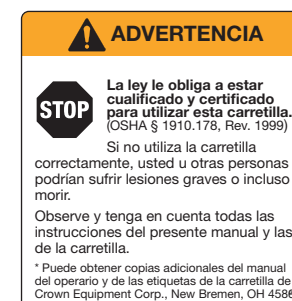 ADVERTENCIA
STOP
La ley le obliga a estar
cualificado y certificado
para utilizar esta carretilla.
(OSHA § 1910.178, Rev. 1999)
Si no utiliza la carretilla
correctamente, usted u otras personas
podrían sufrir lesiones graves o incluso
morir.
Observe y tenga en cuenta todas las
instrucciones del presente manual y las
de la carretilla.
* Puede obtener copias adicionales del manual
del operario y de las etiquetas de la carretilla de
Crown Equipment Corp., New Bremen, OH 4586